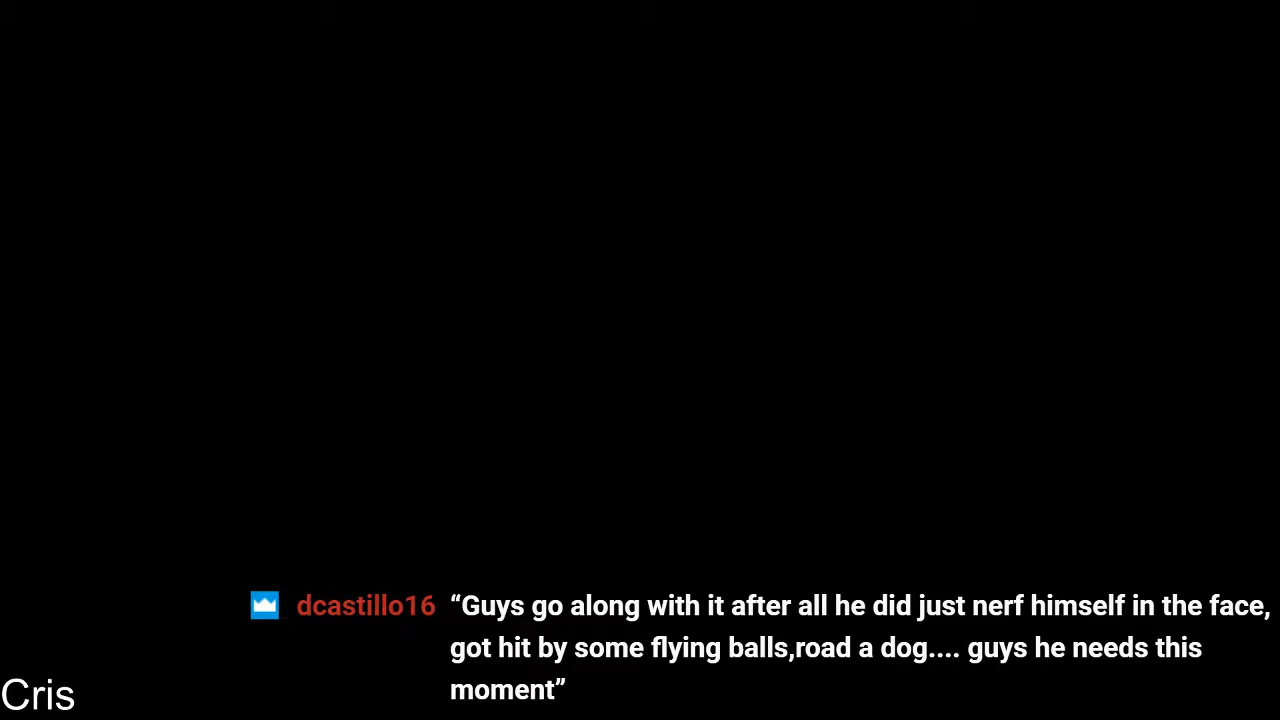 dcastillo16 “Guys go along with it after all he did just nerf himself in the face,
got hit by some flying balls,road a dog.... guys he needs this
moment”
Cris